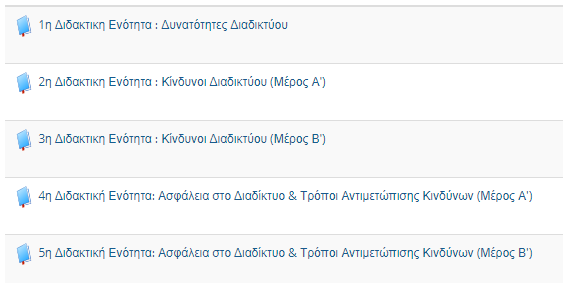 1η Διδακτικη Ενότητα : Δυνατότητες Διαδικτύου
2η Διδακτικη Ενότητα : Κίνδυνοι Διαδικτύου (Μέρος Α')
3η Διδακτικη Ενότητα : Κίνδυνοι Διαδικτύου (Μέρος Β')
4η Διδακτική Ενότητα: Ασφάλεια στο Διαδίκτυο & Τρόποι Αντιμετώπισης Κινδύνων (Μέρος Α')
5η Διδακτική Ενότητα: Ασφάλεια στο Διαδίκτυο & Τρόποι Αντιμετώπισης Κινδύνων (Μέρος Β')